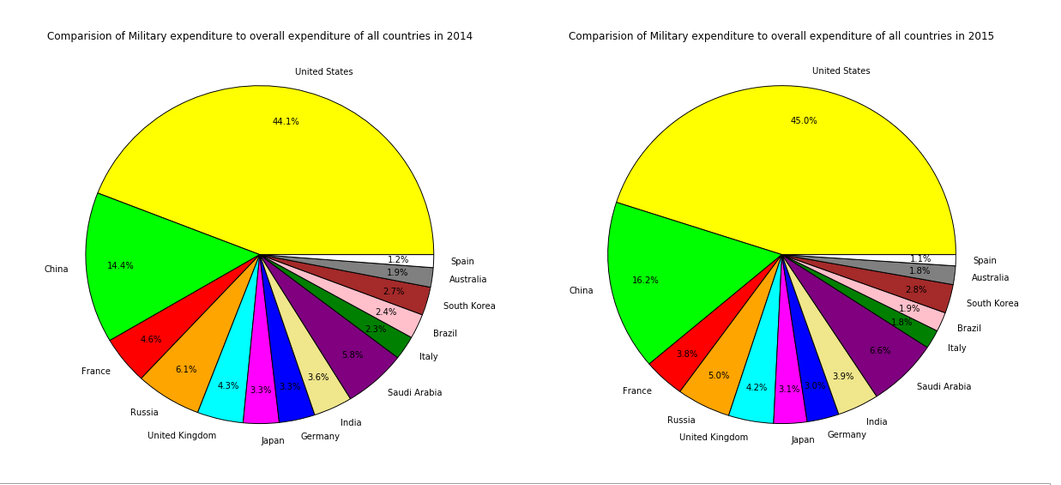 Comparision of Military expenditure to overall expenditure of all countries in 2014
United States
44.1%
China
14.4%
France
4.6%
Russia
6.1%
United Kingdom
4.3%
Japan
3.3%
Germany
3.3%
India
3.6%
Saudi Arabia
5.8%
Italy
2.3%
Brazil
2.4%
South Korea
2.7%
Australia
1.9%
Spain
1.2%
Comparision of Military expenditure to overall expenditure of all countries in 2015
United States
45.0%
China
16.2%
France
3.8%
Russia
5.0%
United Kingdom
4.2%
Japan
3.1%
Germany
3.0%
India
3.9%
Saudi Arabia
6.6%
Italy
1.8%
Brazil
1.9%
South Korea
2.8%
Australia
1.8%
Spain
1.1%